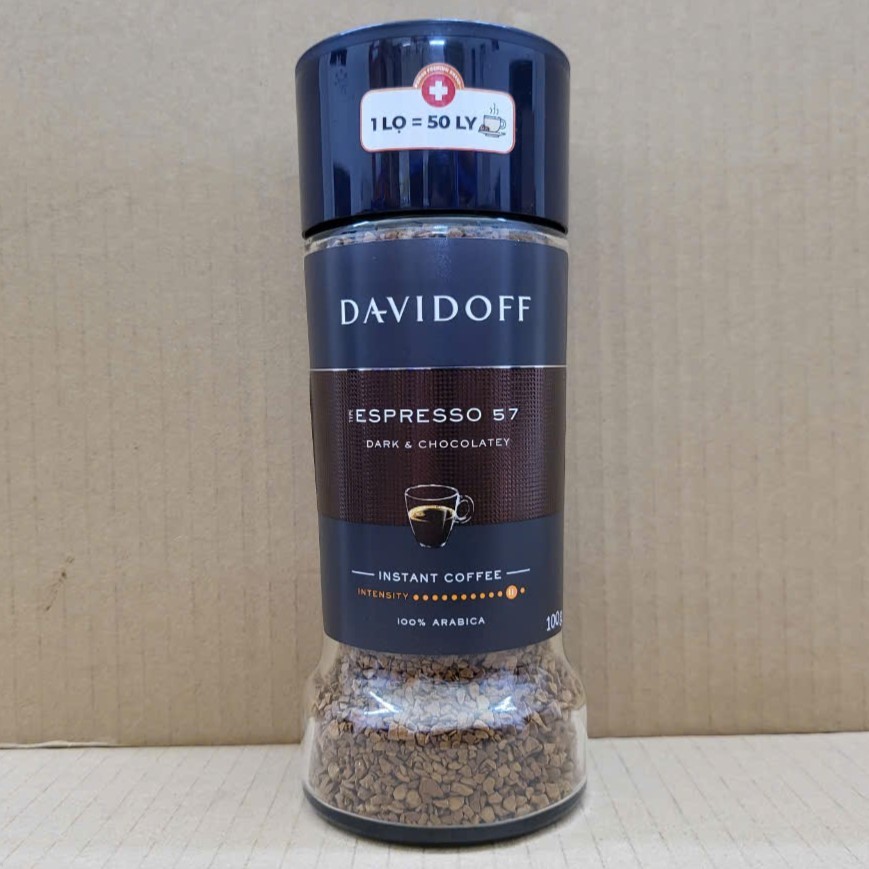 1 LỌ = 50 LY
DAVIDOFF
ESPRESSO 57
DARK & CHOCOLATEY
INSTANT COFFEE
INTENSITY
100% ARABICA
100g